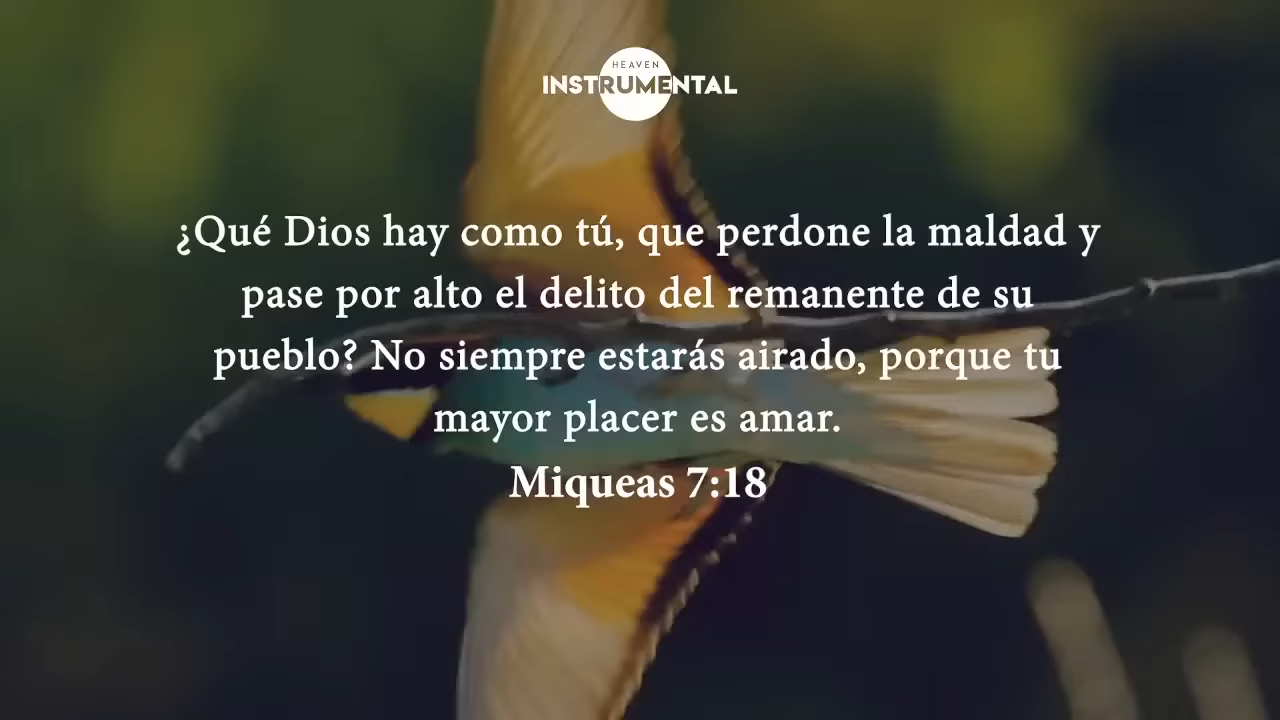 HEAVEN
INSTRUMENTAL
¿Qué Dios hay como tú, que perdone la maldad y
pase por alto el delito del remanente de su
pueblo? No siempre estarás airado, porque tu
mayor placer es amar.
Miqueas 7:18